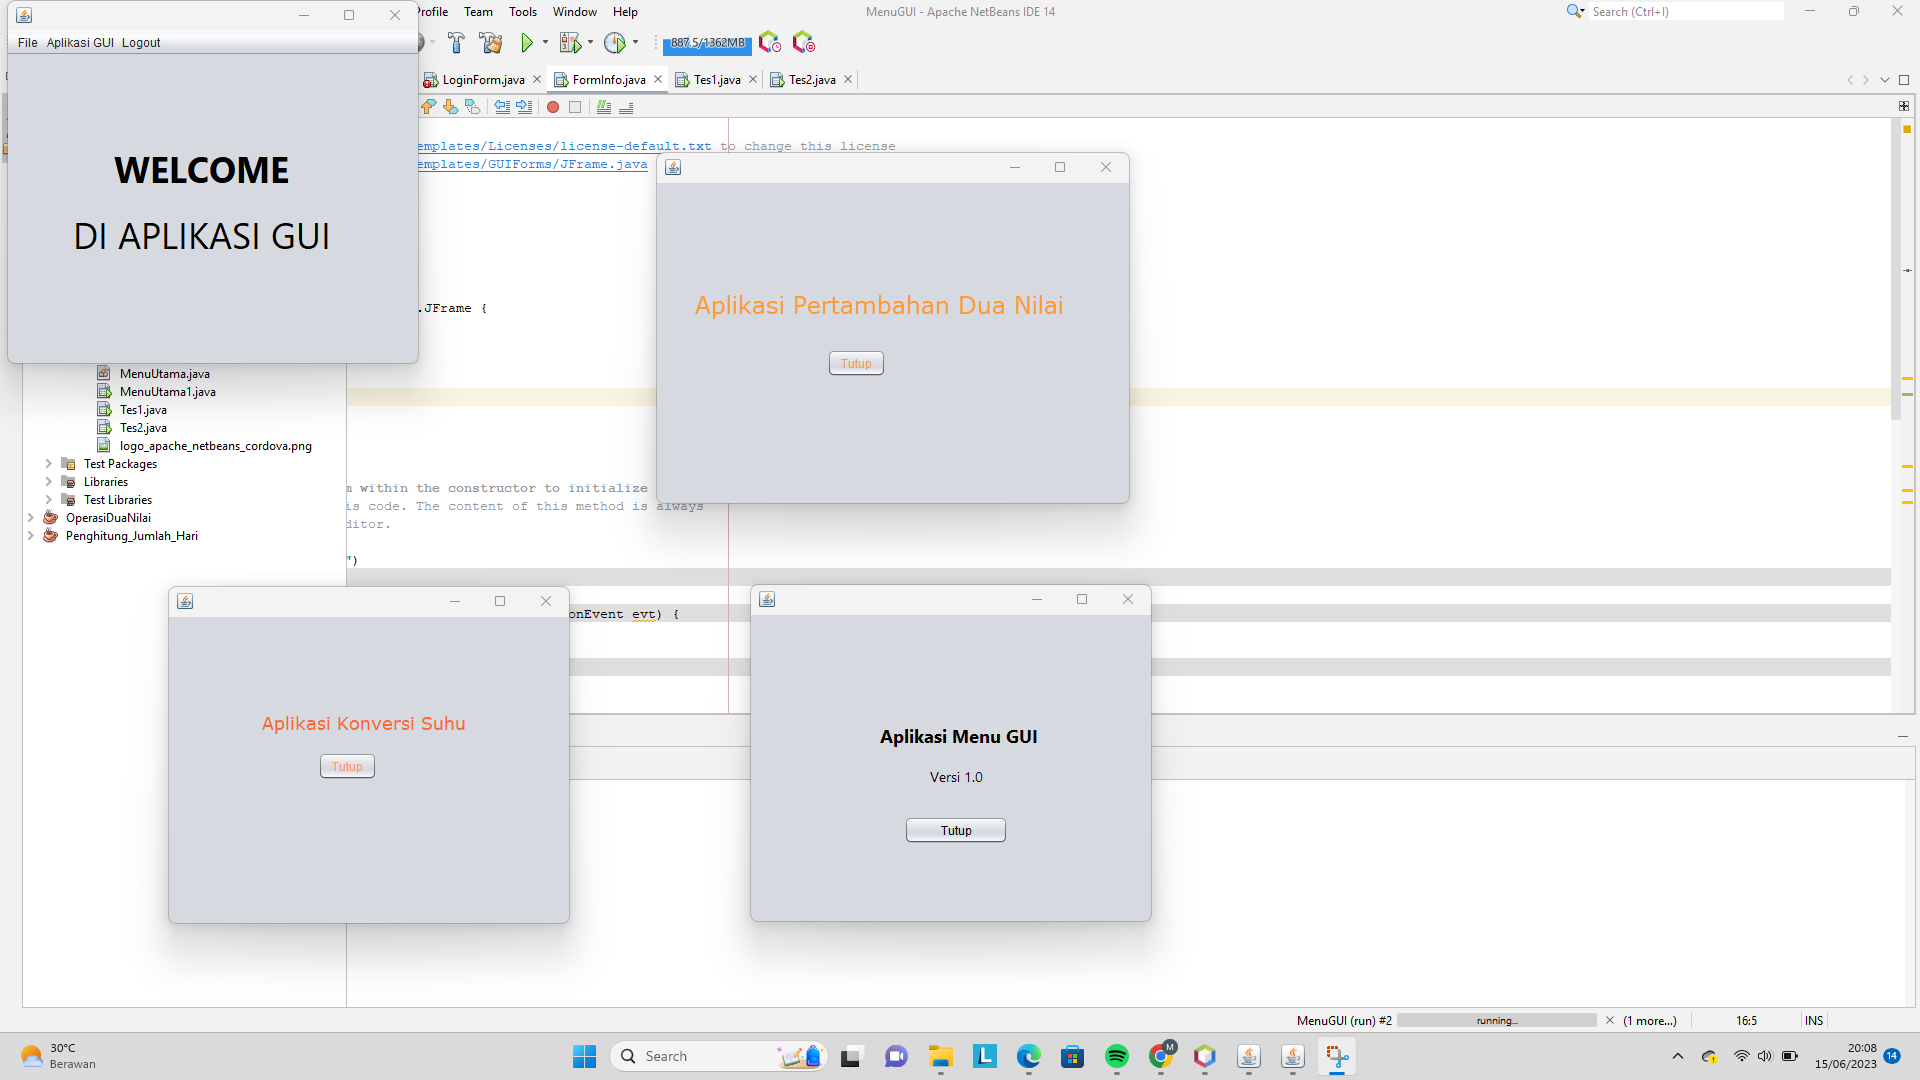 Profile Team Tools Window Help
MenuGUI - Apache NetBeans IDE 14
Search (Ctrl+I)
File Aplikasi GUI Logout
887.5/1362MB
LoginForm.java
FormInfo.java
Tes1.java
Tes2.java
emplates/Licenses/license-default.txt to change this license
emplates/GUIForms/JFrame.java
WELCOME
DI APLIKASI GUI
.JFrame {
Aplikasi Pertambahan Dua Nilai
Tutup
MenuUtama.java
MenuUtama1.java
Tes1.java
Tes2.java
logo_apache_netbeans_cordova.png
Test Packages
Libraries
Test Libraries
OperasiDuaNilai
Penghitung_Jumlah_Hari
m within the constructor to initialize
is code. The content of this method is always
ditor.
")
onEvent evt) {
Aplikasi Konversi Suhu
Tutup
Aplikasi Menu GUI
Versi 1.0
Tutup
MenuGUI (run) #2
running...
(1 more...)
16:5
INS
30°C
Berawan
Search
M
20:08
15/06/2023
14